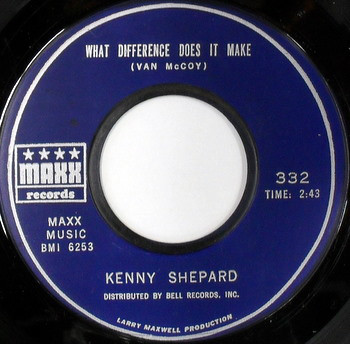 WHAT DIFFERENCE DOES IT MAKE
(VAN McCOY)
★★★★
MAXX
records
332
TIME: 2:43
MAXX
MUSIC
BMI 6253
KENNY SHEPARD
DISTRIBUTED BY BELL RECORDS, INC.
LARRY MAXWELL PRODUCTION